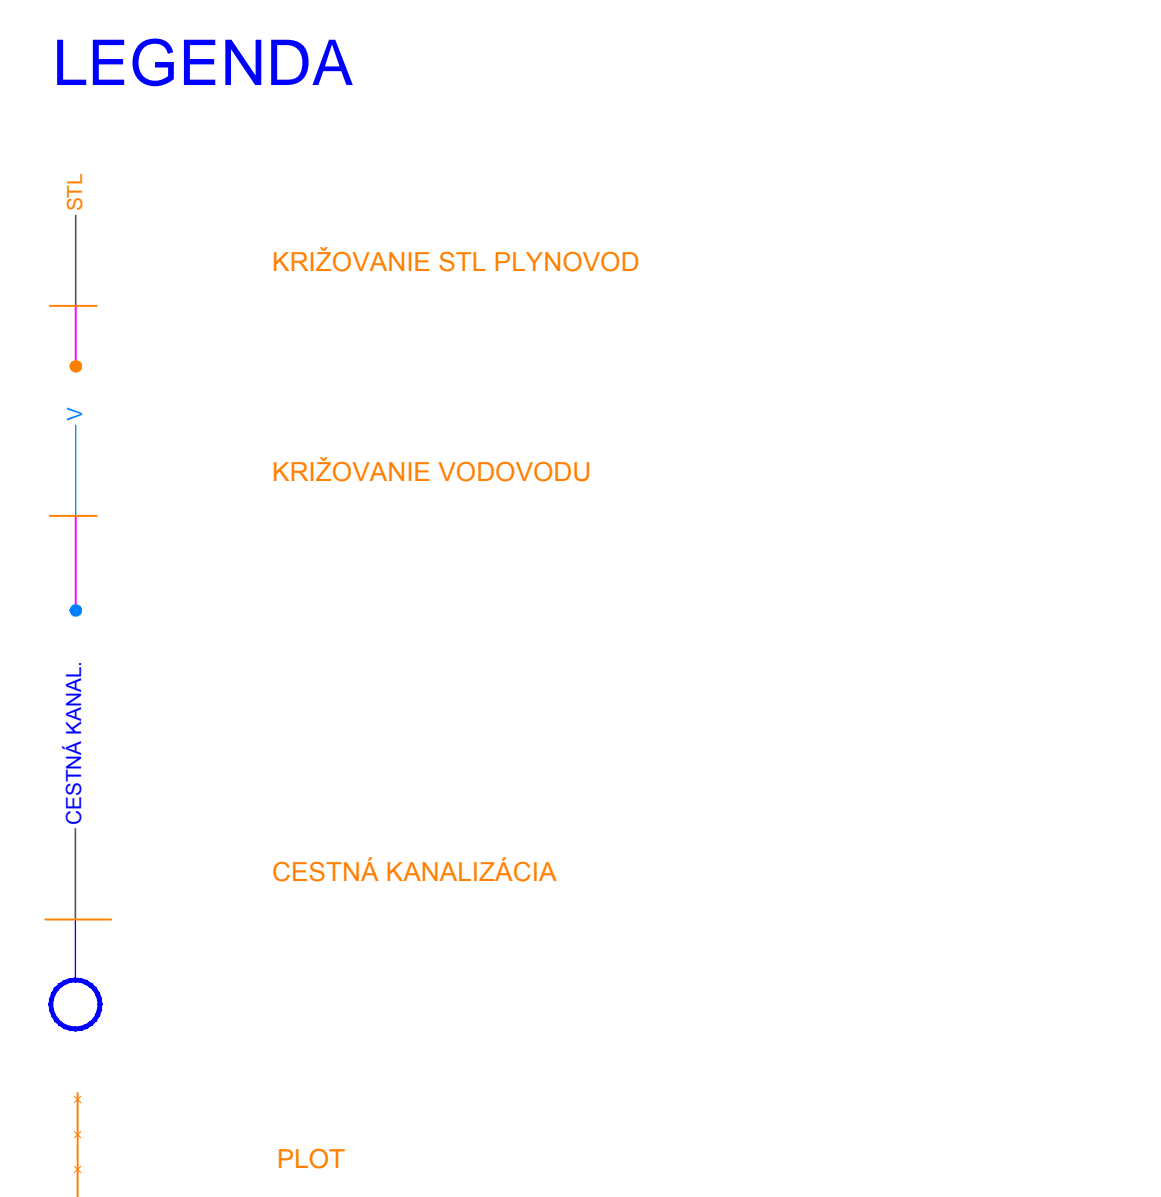 LEGENDA
STL
KRIŽOVANIE STL PLYNOVOD
V
KRIŽOVANIE VODOVODU
CESTNÁ KANAL.
CESTNÁ KANALIZÁCIA
PLOT